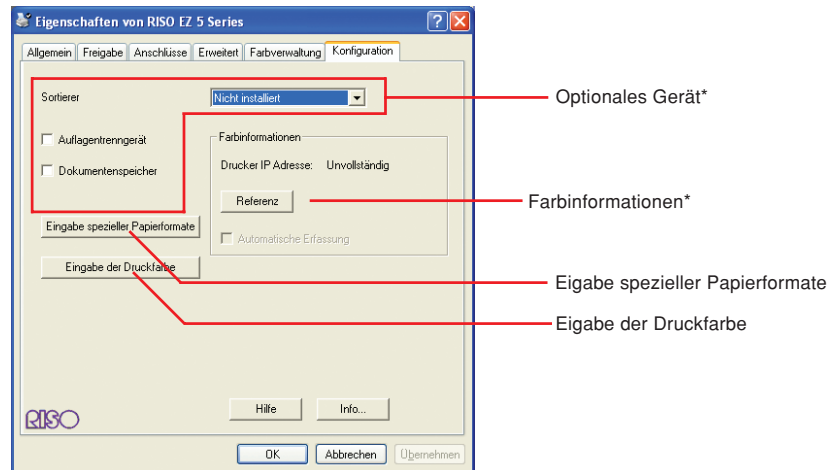 Eigenschaften von RISO EZ 5 Series
Allgemein Freigabe Anschlüsse Erweitert Farbverwaltung Konfiguration
Sortierer Nicht installiert
Optionales Gerät*
Auflagentrenngerät
Dokumentenspeicher
Farbinformationen
Drucker IP Adresse: Unvollständig
Referenz
Farbinformationen*
Automatische Erfassung
Eingabe spezieller Papierformate
Eingabe der Druckfarbe
Eigabe spezieller Papierformate
Eigabe der Druckfarbe
RISO
Hilfe Info...
OK Abbrechen Übernehmen